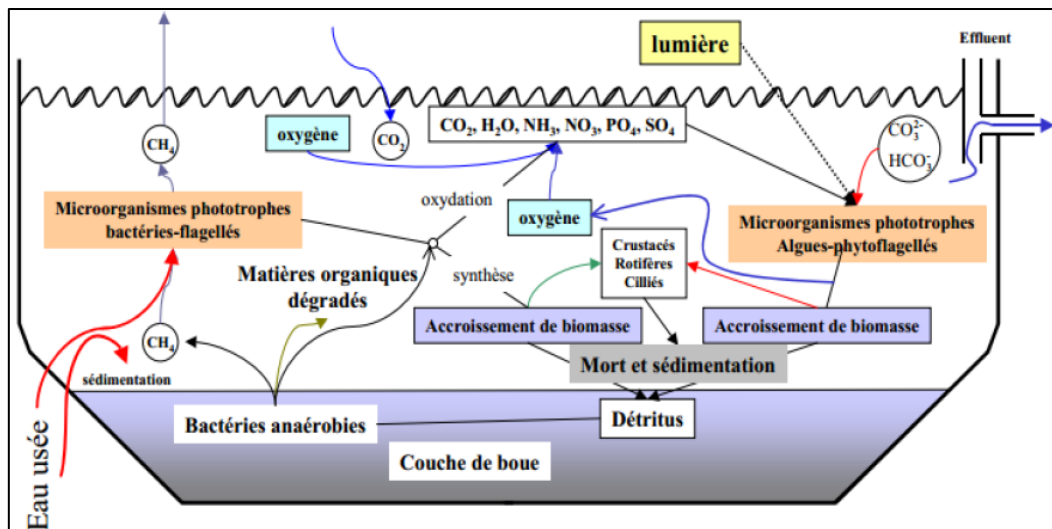 lumière
Effluent
oxygène
CO2
CO2, H2O, NH3, NO3, PO4, SO4
CO3 2-
HCO3-
CH4
Microorganismes phototrophes
bactéries-flagellés
oxydation
oxygène
Microorganismes phototrophes
Algues-phytoflagellés
Crustacés
Rotifères
Cilliés
synthèse
Matières organiques
dégradés
CH4
Accroissement de biomasse
Accroissement de biomasse
sédimentation
Mort et sédimentation
Eau usée
Bactéries anaérobies
Détritus
Couche de boue